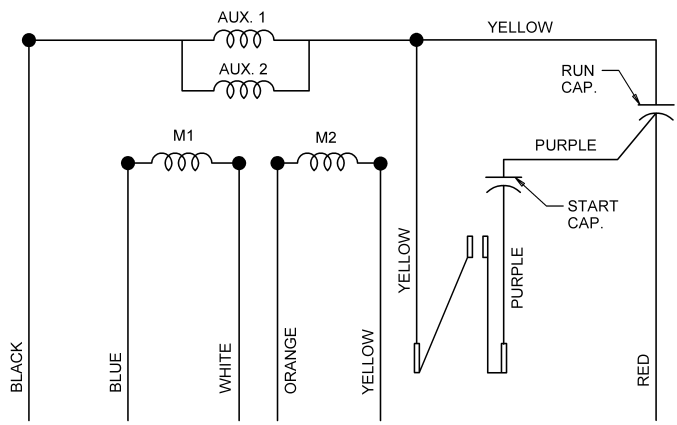 AUX. 1
YELLOW
AUX. 2
RUN
CAP.
M1
M2
PURPLE
START
CAP.
YELLOW
PURPLE
BLACK
BLUE
WHITE
ORANGE
YELLOW
RED